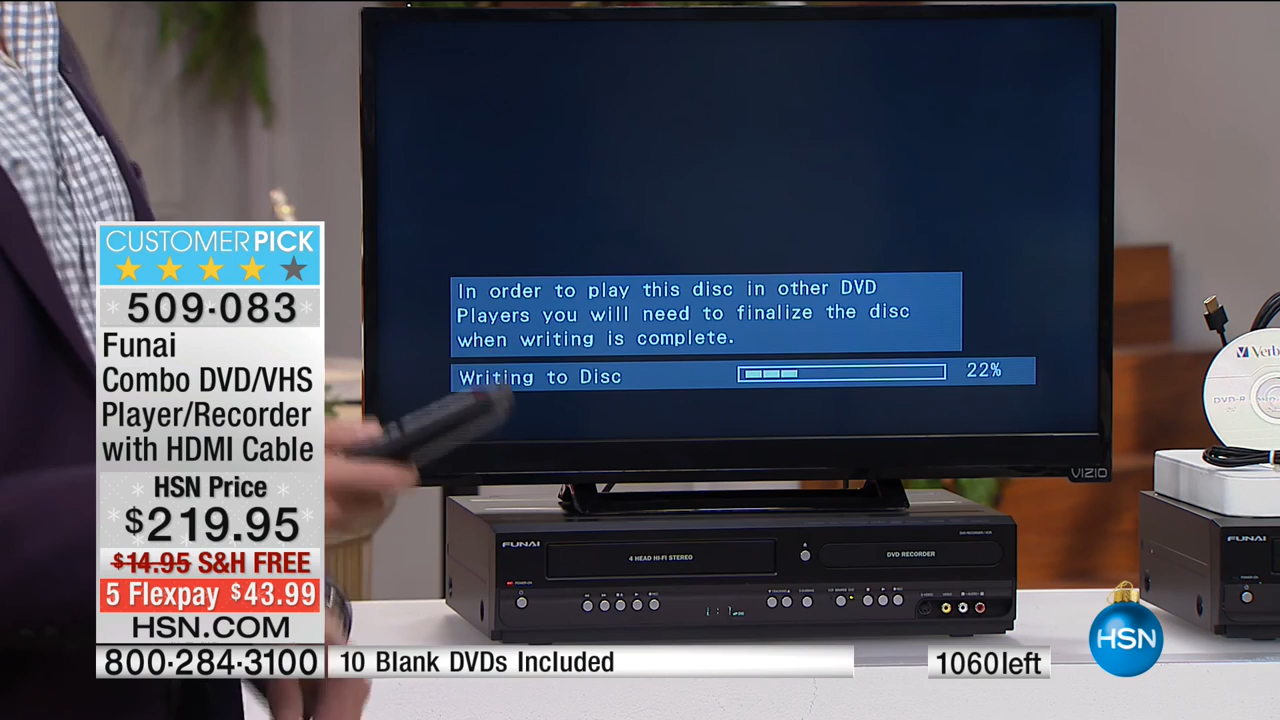 CUSTOMER PICK
509·083
Funai
Combo DVD/VHS
Player/Recorder
with HDMI Cable
HSN Price
$219.95
$14.95 S&H FREE
5 Flexpay $43.99
HSN.COM
800·284·3100
10 Blank DVDs Included
1060left
HSN
In order to play this disc in other DVD
Players you will need to finalize the disc
when writing is complete.
Writing to Disc 22%
VIZIO
FUNAI
4 HEAD HI-FI STEREO
DVD RECORDER
Verb
DVD-R
FUNAI